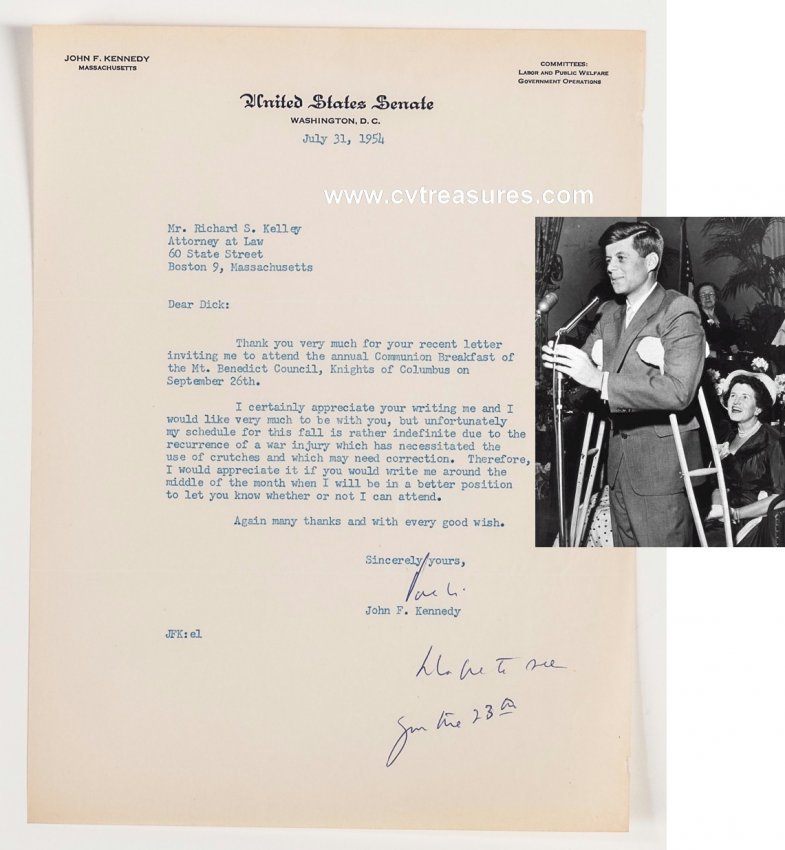 JOHN F. KENNEDY
MASSACHUSETTS
COMMITTEES:
LABOR AND PUBLIC WELFARE
GOVERNMENT OPERATIONS
United States Senate
WASHINGTON, D. C.
July 31, 1954
www.cvtreasures.com
Mr. Richard S. Kelley
Attorney at Law
60 State Street
Boston 9, Massachusetts
Dear Dick:
Thank you very much for your recent letter
inviting me to attend the annual Communion Breakfast of
the Mt. Benedict Council, Knights of Columbus on
September 26th.
I certainly appreciate your writing me and I
would like very much to be with you, but unfortunately
my schedule for this fall is rather indefinite due to the
recurrence of a war injury which has necessitated the
use of crutches and which may need correction. Therefore,
I would appreciate it if you would write me around the
middle of the month when I will be in a better position
to let you know whether or not I can attend.
Again many thanks and with every good wish.
Sincerely yours,
John F. Kennedy
JFK:el
to see
the 23rd